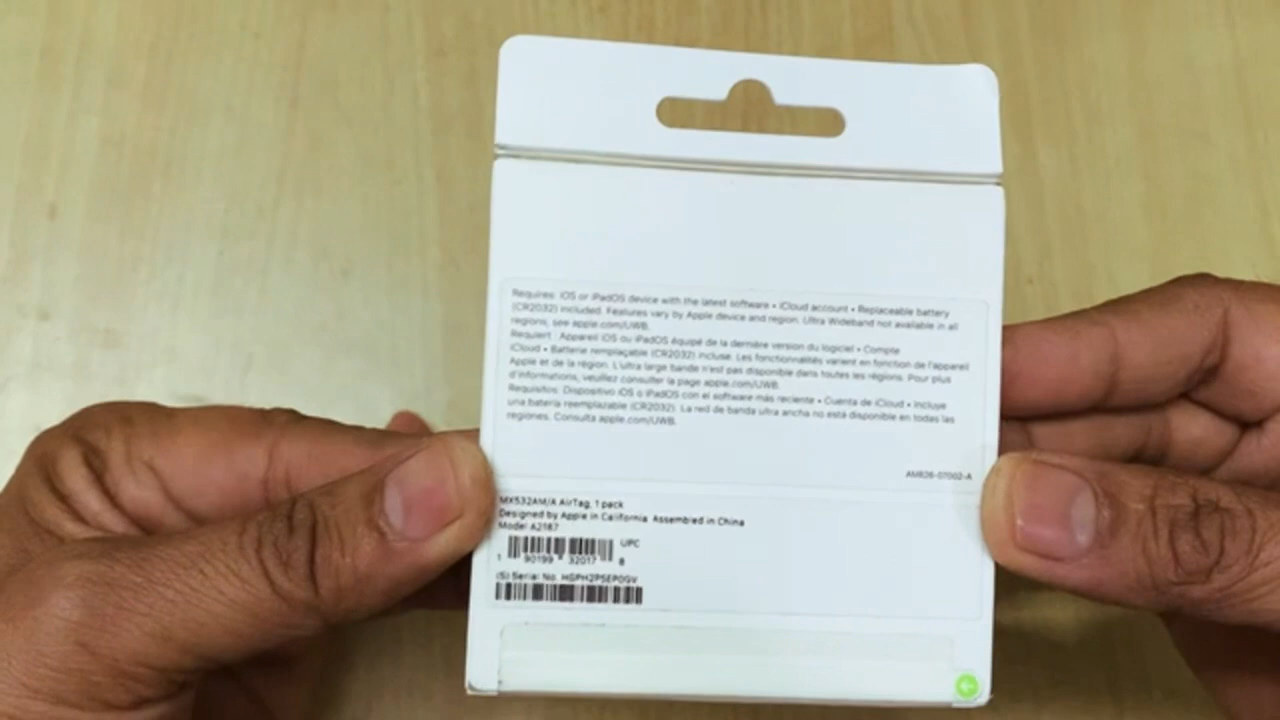 Requires: iOS or iPadOS device with the latest software • iCloud account • Replaceable battery
(CR2032) included. Features vary by Apple device and region. Ultra Wideband not available in all
regions, see apple.com/UWB.
Requiert : Appareil iOS ou iPadOS équipé de la dernière version du logiciel • Compte
iCloud • Batterie remplaçable (CR2032) incluse. Les fonctionnalités varient en fonction de l'appareil
Apple et de la région. L'ultra large bande n'est pas disponible dans toutes les régions. Pour plus
d'informations, veuillez consulter la page apple.com/UWB.
Requisitos: Dispositivo iOS o iPadOS con el software más reciente • Cuenta de iCloud • Incluye
una batería reemplazable (CR2032). La red de banda ultra ancha no está disponible en todas las
regiones. Consulta apple.com/UWB.
AM826-07002-A
MX532AM/A AirTag, 1 pack
Designed by Apple in California Assembled in China
Model A2187
UPC
1 90199 32017 8
(S) Serial No. HGPH2PSEP0GV